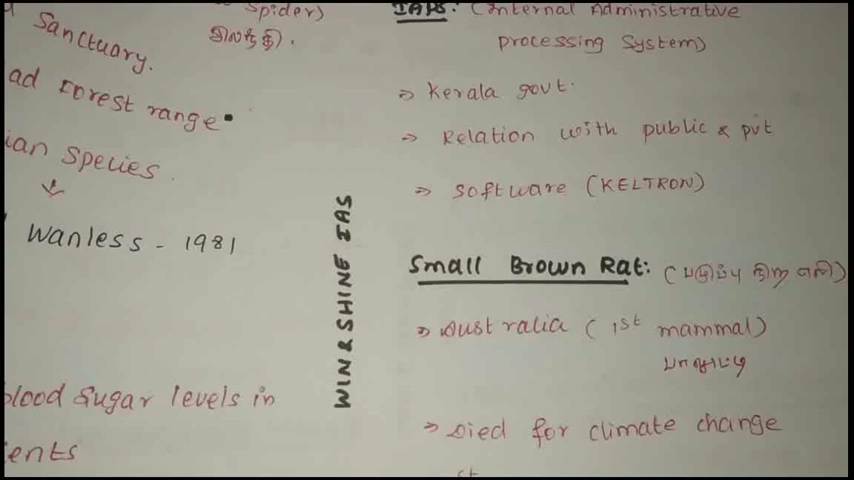 Spider)
Sanctuary.
ad Forest range
ian Species.
Wanless - 1981
blood Sugar levels in
ents
WIN & SHINE IAS
IAPS: (Internal Administrative
processing System)
⇒ Kerala govt.
⇒ Relation with public & pvt
⇒ software (KELTRON)
Small Brown Rat: (பழுப்பு நிற எலி)
⇒ Australia (1st mammal)
பாலூட்டி
⇒ Died for climate change